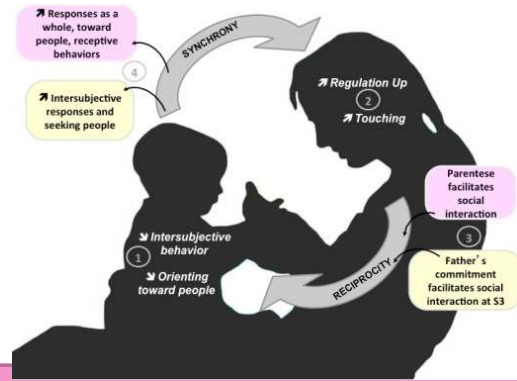 ↗ Responses as a
whole, toward
people, receptive
behaviors
4
↗ Intersubjective
responses and
seeking people
SYNCHRONY
↗ Regulation Up
2
↗ Touching
Parentese
facilitates
social
interaction
3
Father's
commitment
facilitates social
interaction at S3
RECIPROCITY
↘ Intersubjective
behavior
1
↘ Orienting
toward people